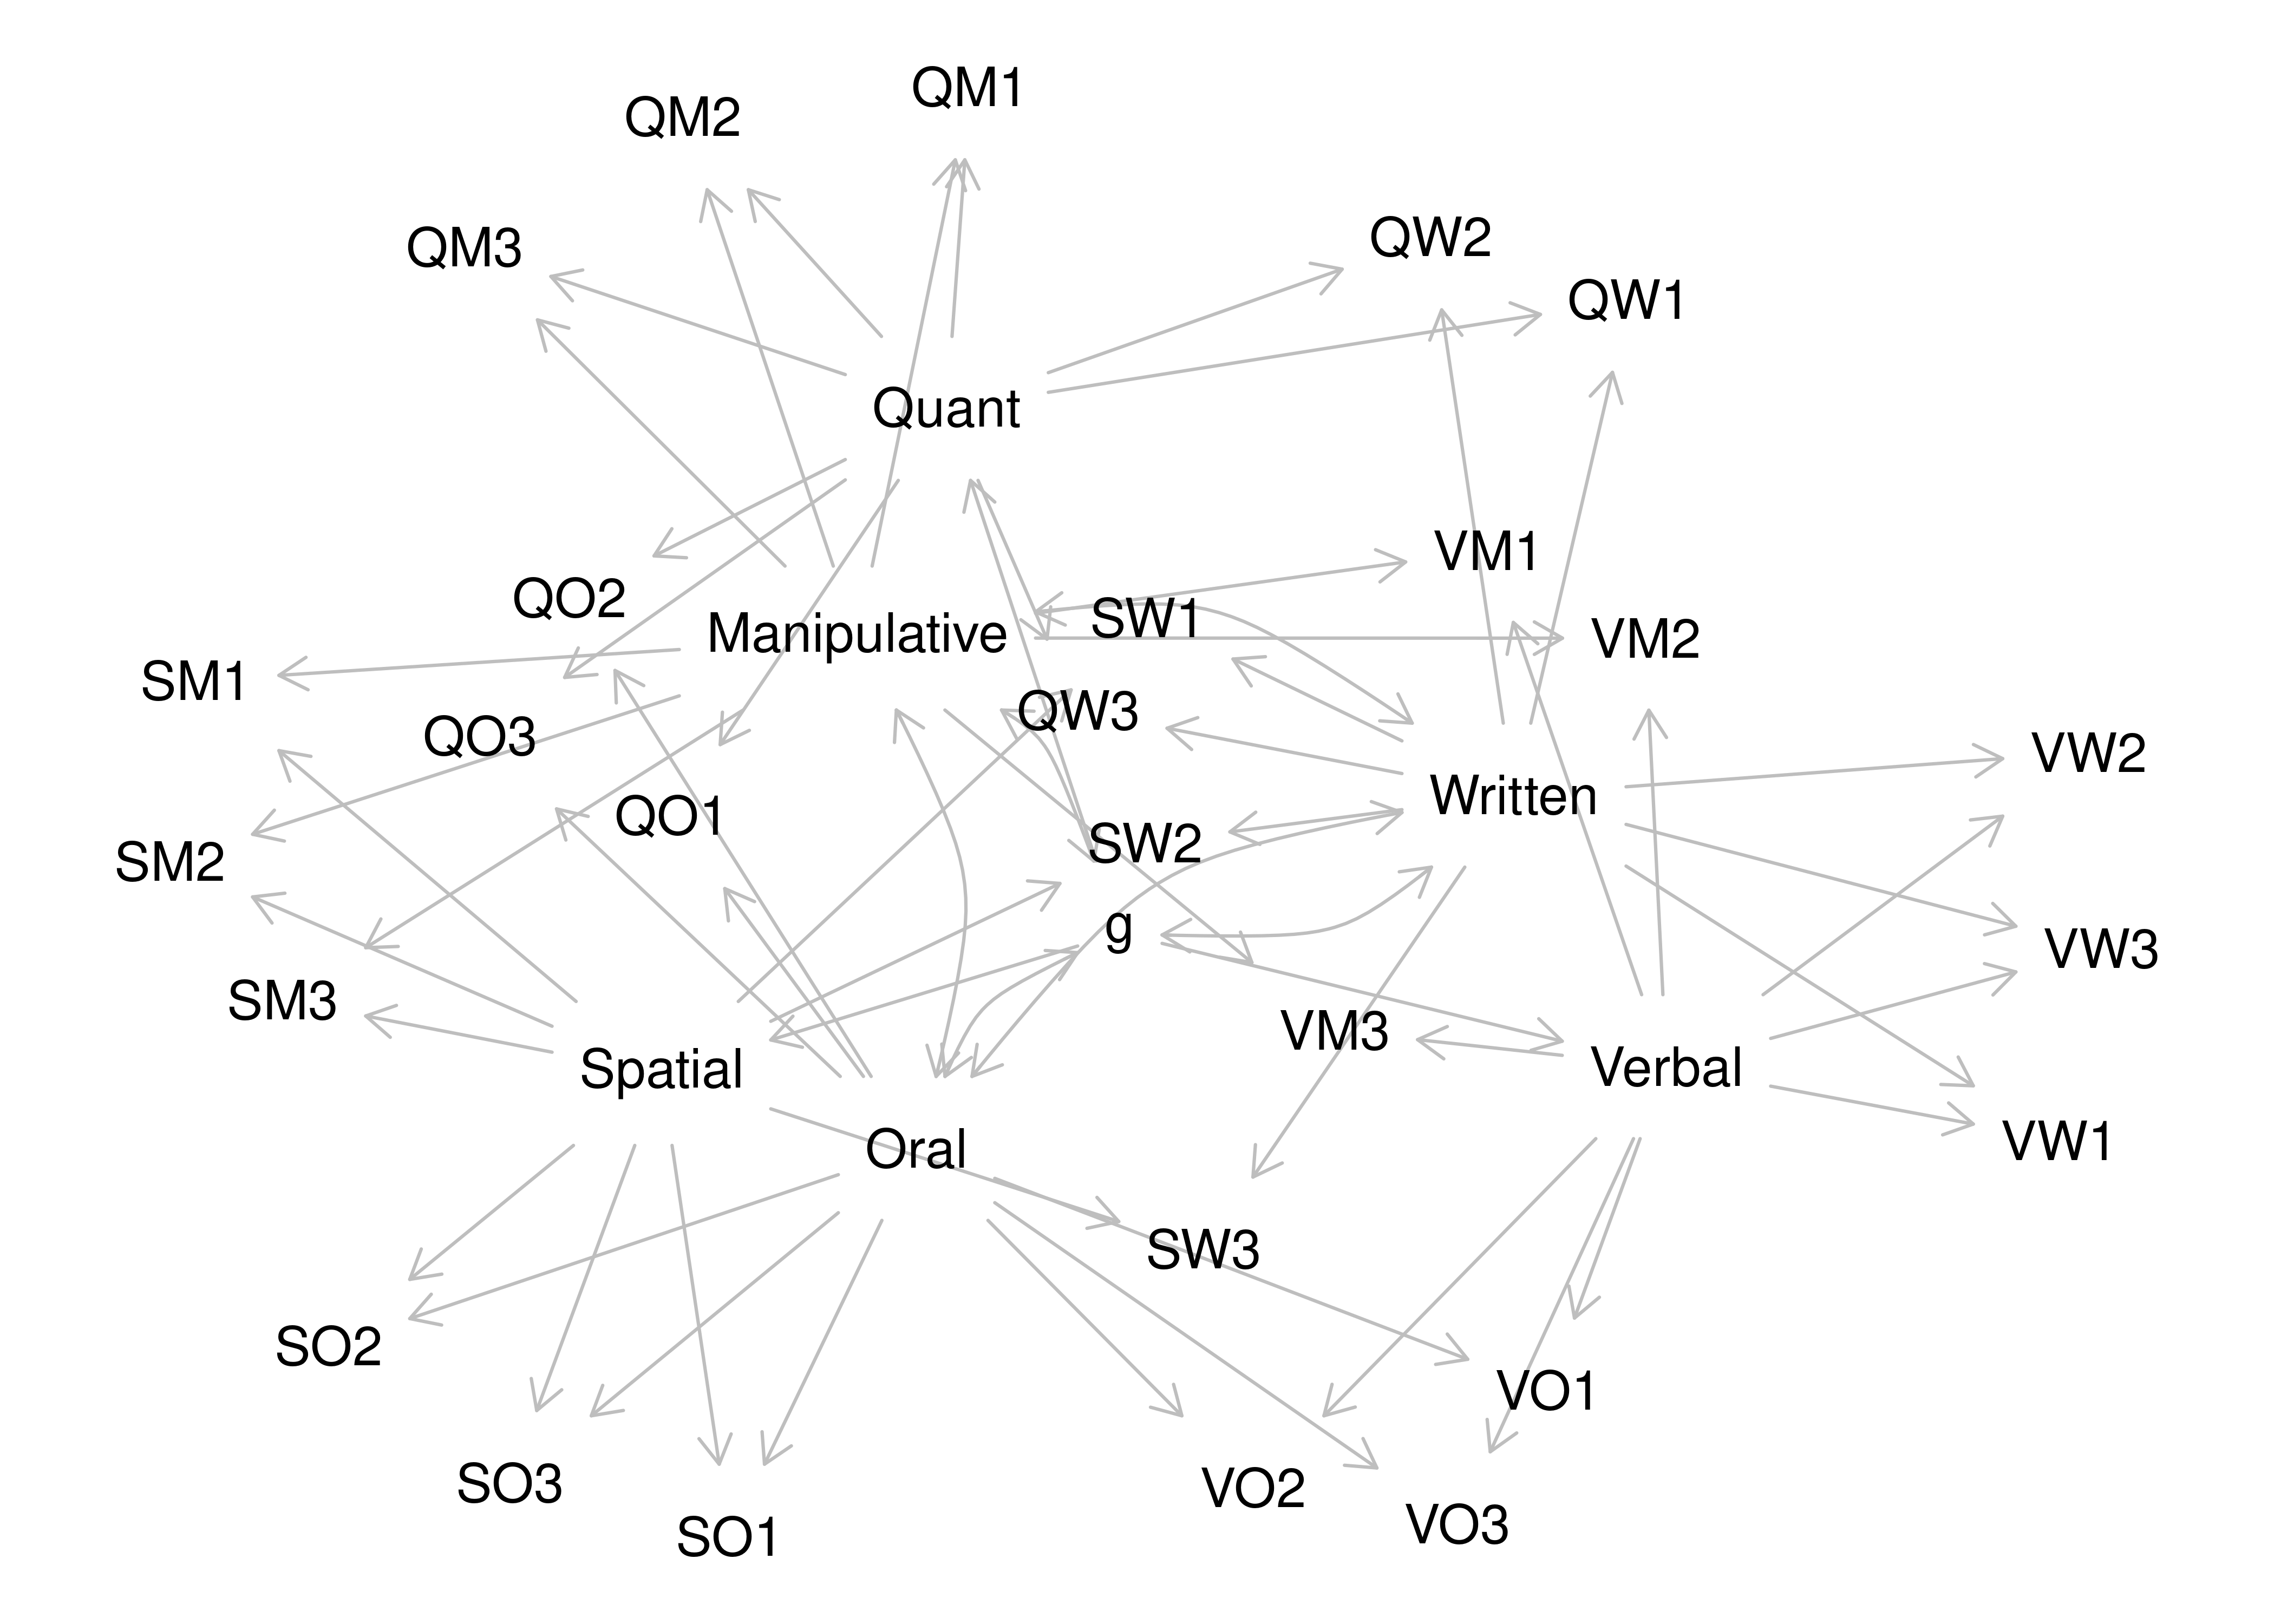 QM1
QM2
QM3
QW2
QW1
Quant
VM1
QO2
SW1
Manipulative
VM2
SM1
QW3
QO3
VW2
Written
QO1
SW2
SM2
g
VW3
SM3
VM3
Spatial
Verbal
VW1
Oral
SW3
SO2
VO1
SO3
VO2
VO3
SO1